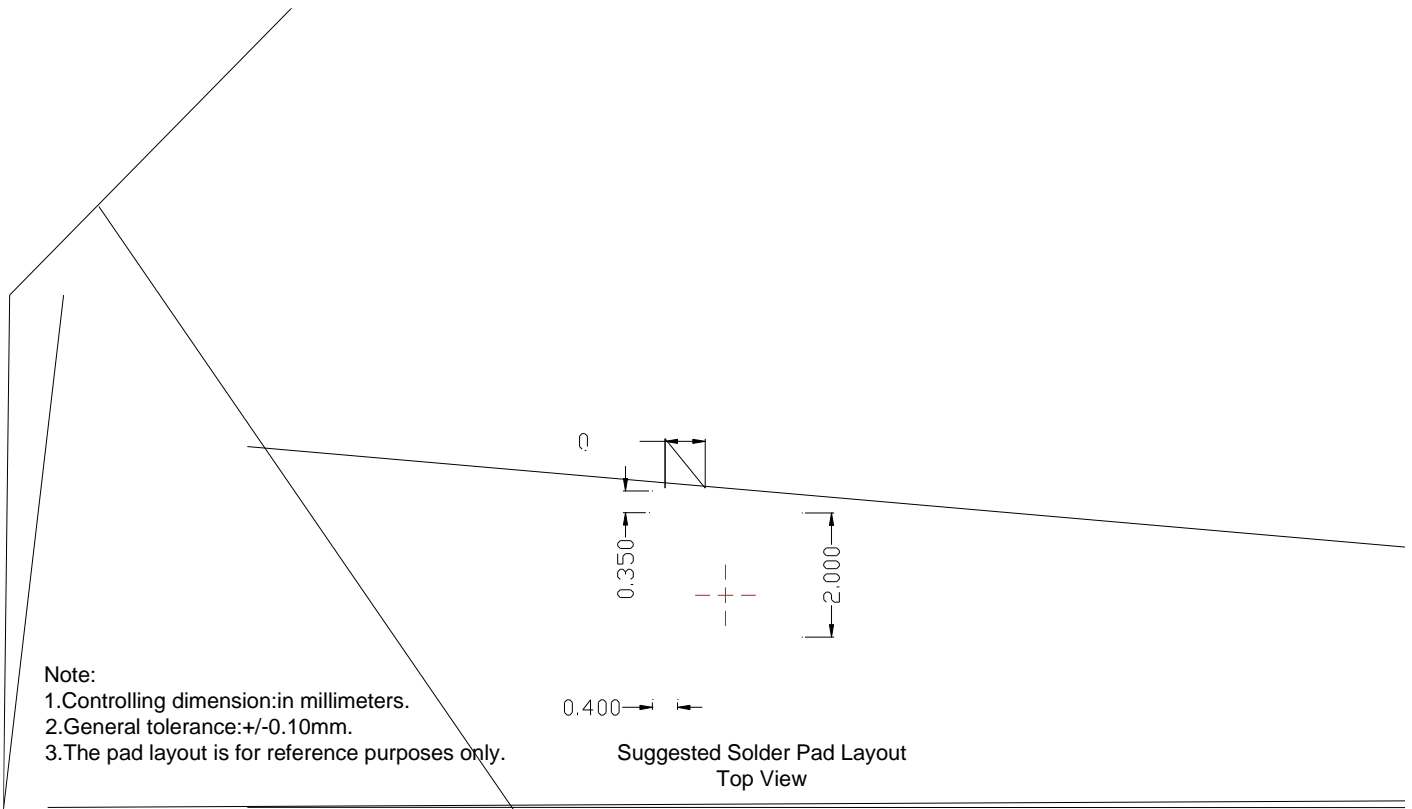 0.350
2.000
0.400
Note:
1.Controlling dimension:in millimeters.
2.General tolerance:+/-0.10mm.
3.The pad layout is for reference purposes only.
Suggested Solder Pad Layout
Top View